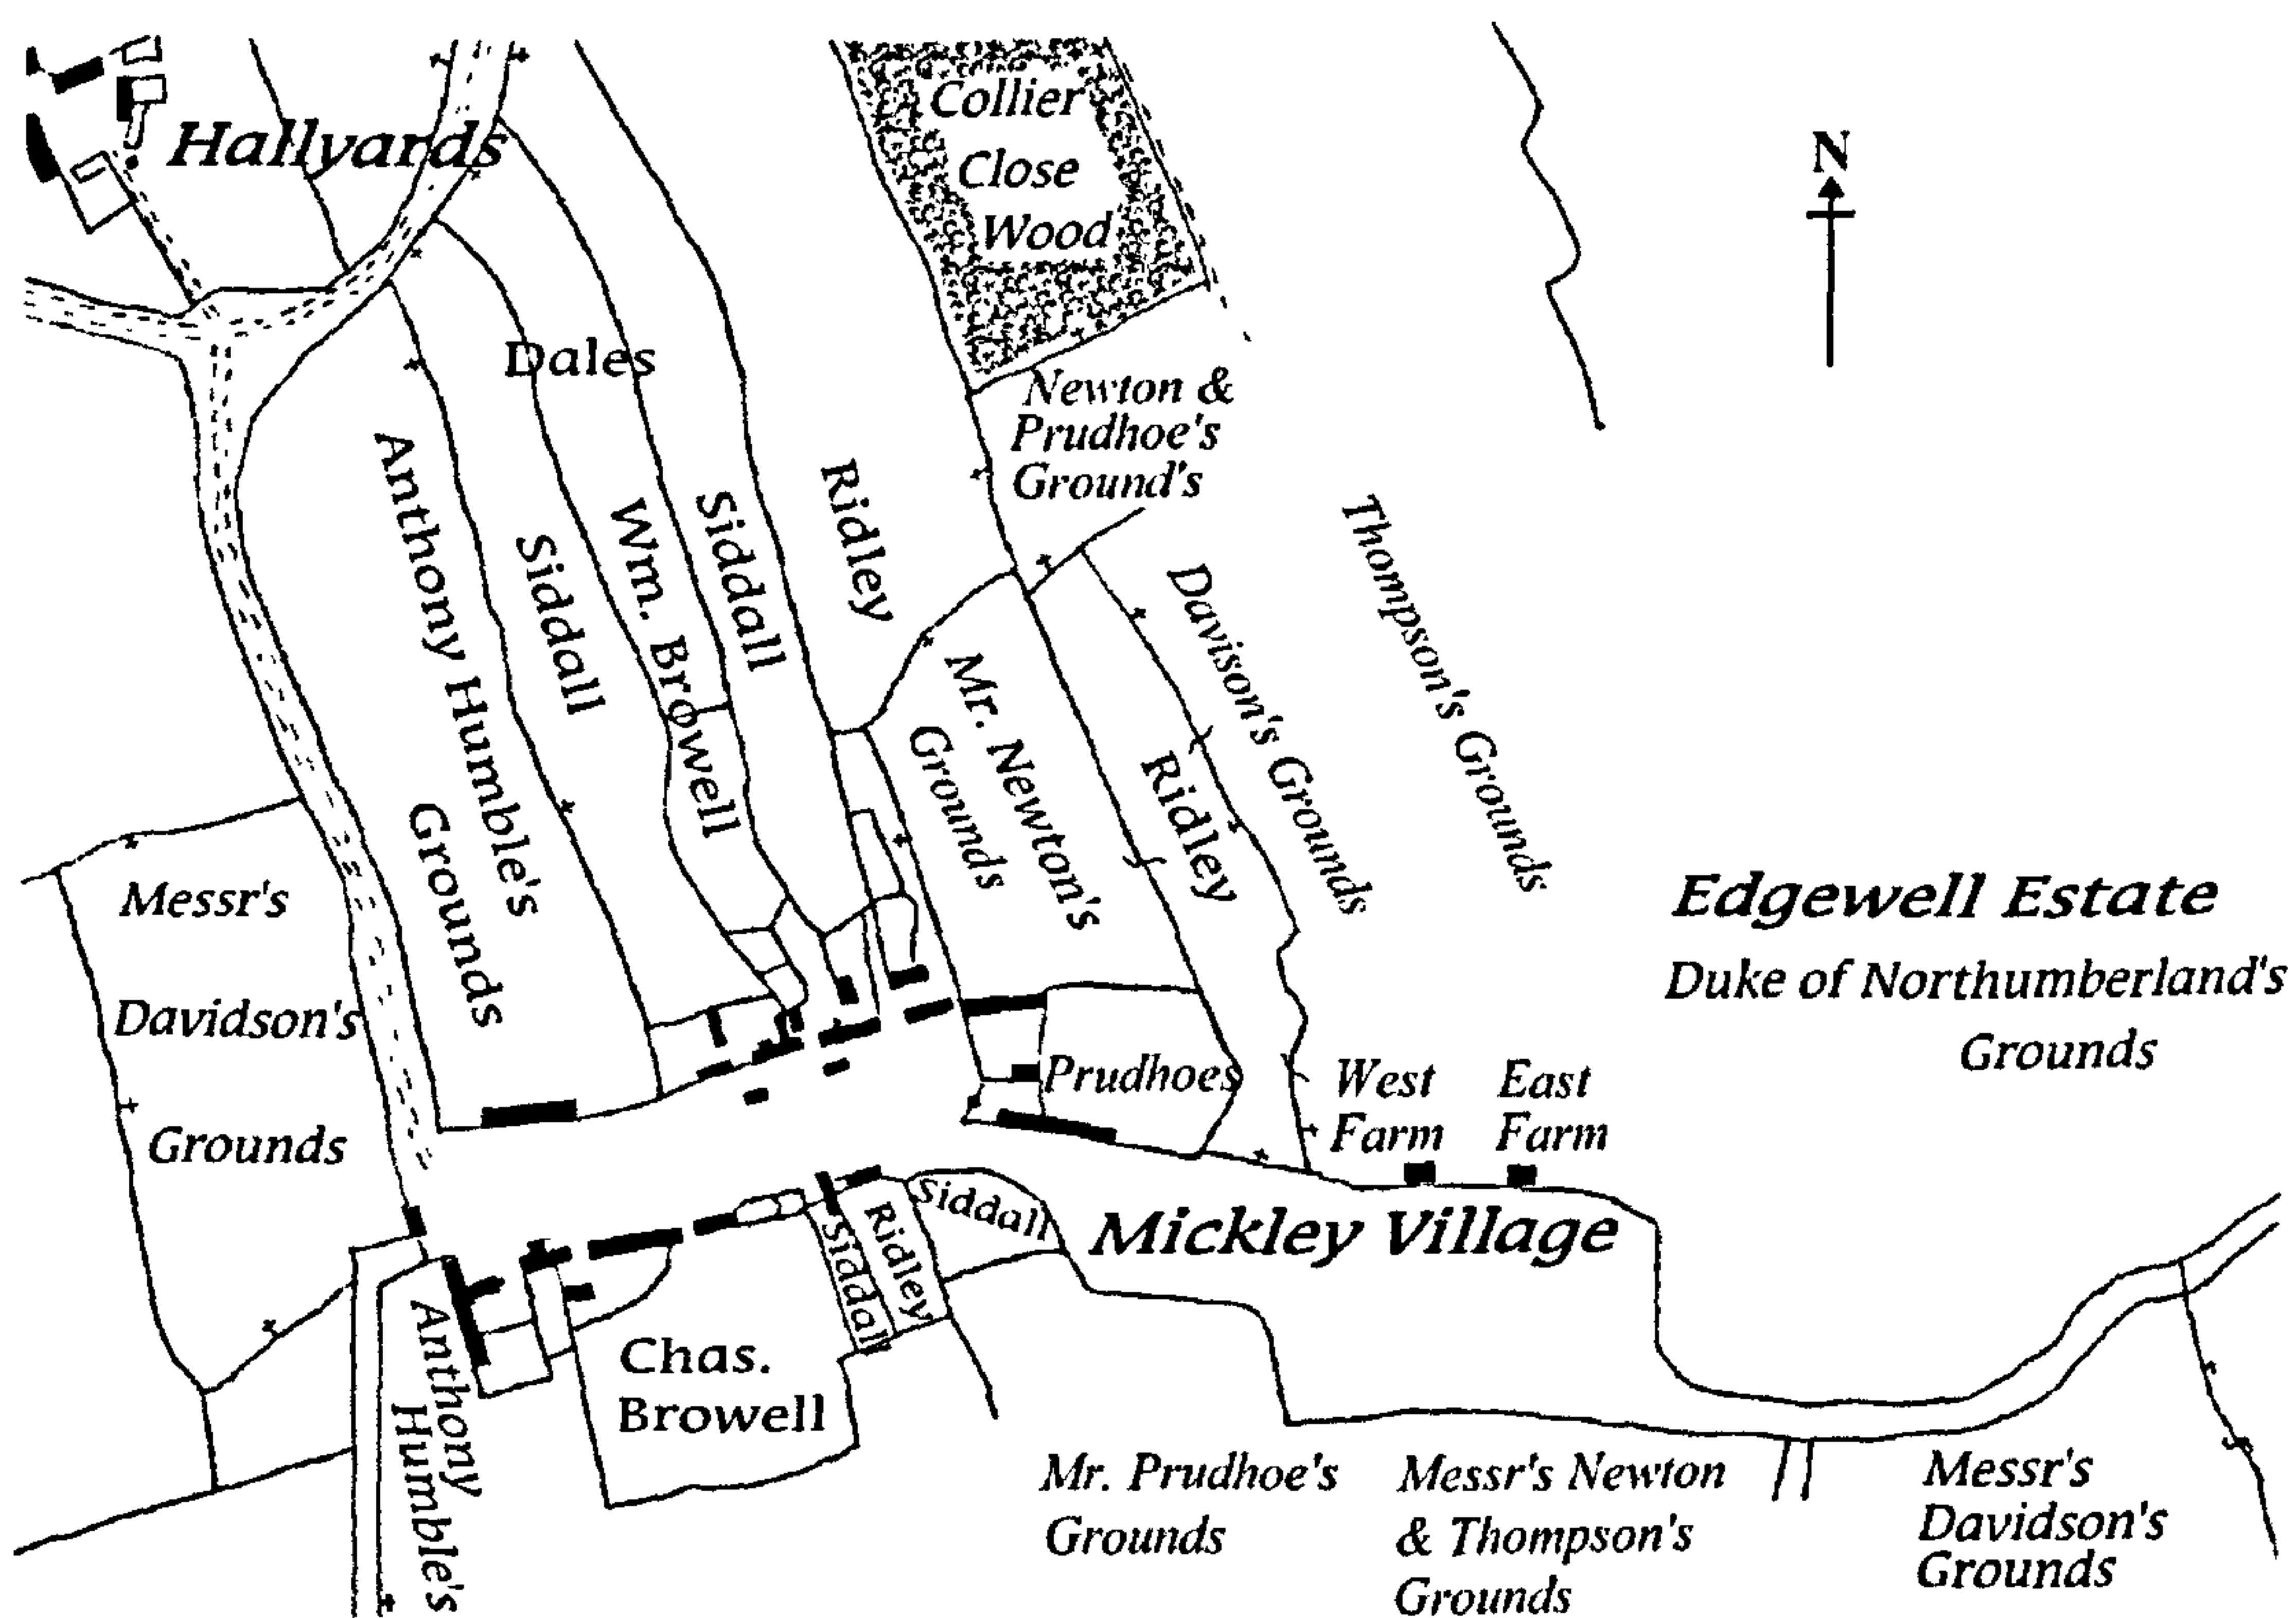 Collier
Close
Wood
N
Hallyards
Dales
Newton &
Prudhoe's
Ground's
Anthony Humble's
Grounds
Siddall
Wm. Browell
Siddall
Ridley
Mr. Newton's
Grounds
Ridley
Davison's Grounds
Thompson's Grounds
Messr's
Davidson's
Grounds
Edgewell Estate
Duke of Northumberland's
Grounds
Prudhoes
West
Farm
East
Farm
Mickley Village
Siddall
Ridley
Siddall
Anthony
Humble's
Chas.
Browell
Mr. Prudhoe's
Grounds
Messr's Newton
& Thompson's
Grounds
Messr's
Davidson's
Grounds